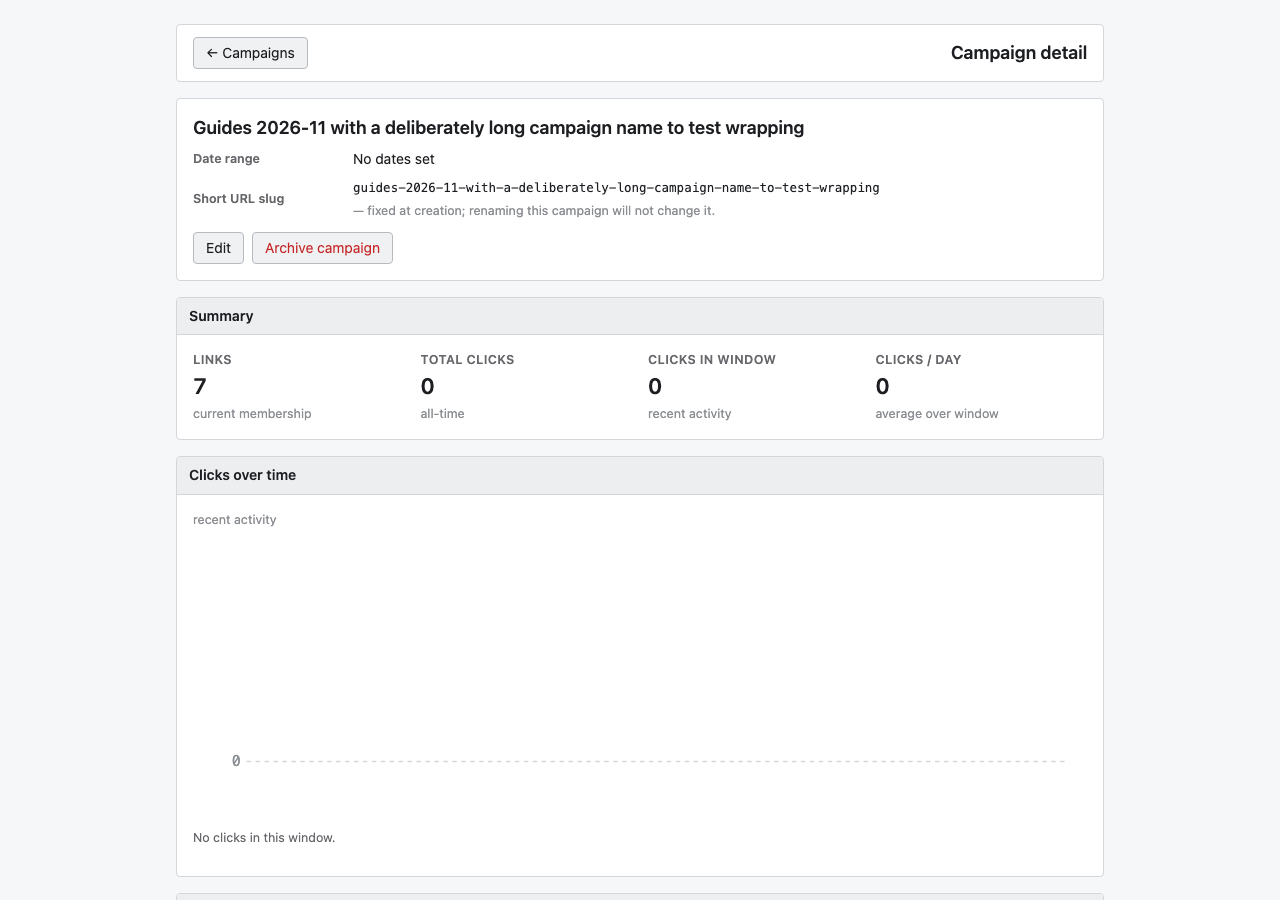 ← Campaigns
Campaign detail
Guides 2026-11 with a deliberately long campaign name to test wrapping
Date range
No dates set
Short URL slug
guides-2026-11-with-a-deliberately-long-campaign-name-to-test-wrapping
— fixed at creation; renaming this campaign will not change it.
Edit
Archive campaign
Summary
LINKS
7
current membership
TOTAL CLICKS
0
all-time
CLICKS IN WINDOW
0
recent activity
CLICKS / DAY
0
average over window
Clicks over time
recent activity
0
No clicks in this window.